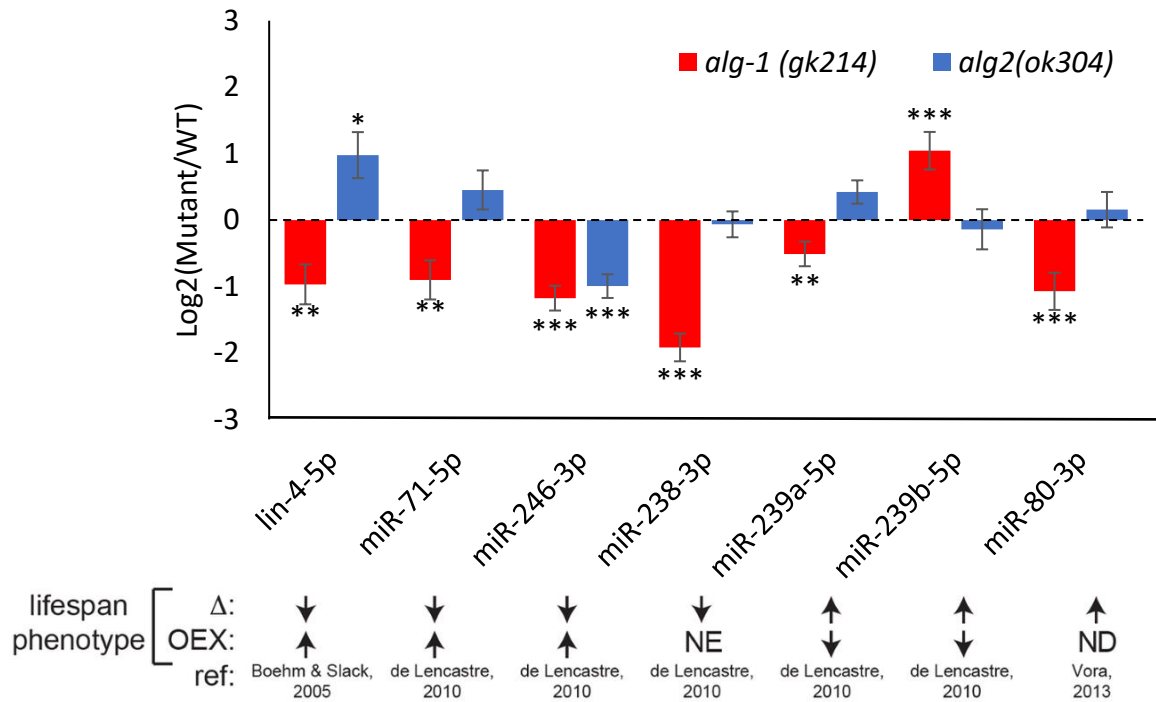 3
2
1
0
-1
-2
-3
Log2(Mutant/WT)
alg-1 (gk214)
alg2(ok304)
** * ** *** *** *** ** *** ***
lin-4-5p
miR-71-5p
miR-246-3p
miR-238-3p
miR-239a-5p
miR-239b-5p
miR-80-3p
lifespan
phenotype
Δ: ↓ ↓ ↓ ↓ ↑ ↑ ↑
OEX: ↑ ↑ ↑ NE ↓ ↓ ND
ref:
Boehm & Slack,
2005
de Lencastre,
2010
de Lencastre,
2010
de Lencastre,
2010
de Lencastre,
2010
de Lencastre,
2010
Vora,
2013